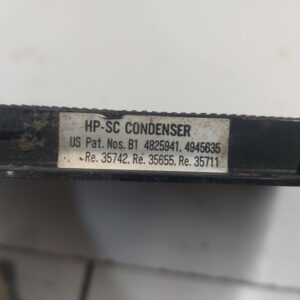 HP-SC CONDENSER
US Pat. Nos. B1 4825941, 4945635
Re. 35742, Re. 35655, Re. 35711